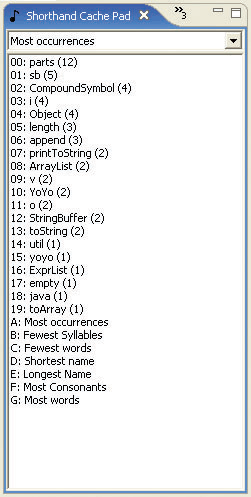 Shorthand Cache Pad
»3
Most occurrences
00: parts (12)
01: sb (5)
02: CompoundSymbol (4)
03: i (4)
04: Object (4)
05: length (3)
06: append (3)
07: printToString (2)
08: ArrayList (2)
09: v (2)
10: YoYo (2)
11: o (2)
12: StringBuffer (2)
13: toString (2)
14: util (1)
15: yoyo (1)
16: ExprList (1)
17: empty (1)
18: java (1)
19: toArray (1)
A: Most occurrences
B: Fewest Syllables
C: Fewest words
D: Shortest name
E: Longest Name
F: Most Consonants
G: Most words